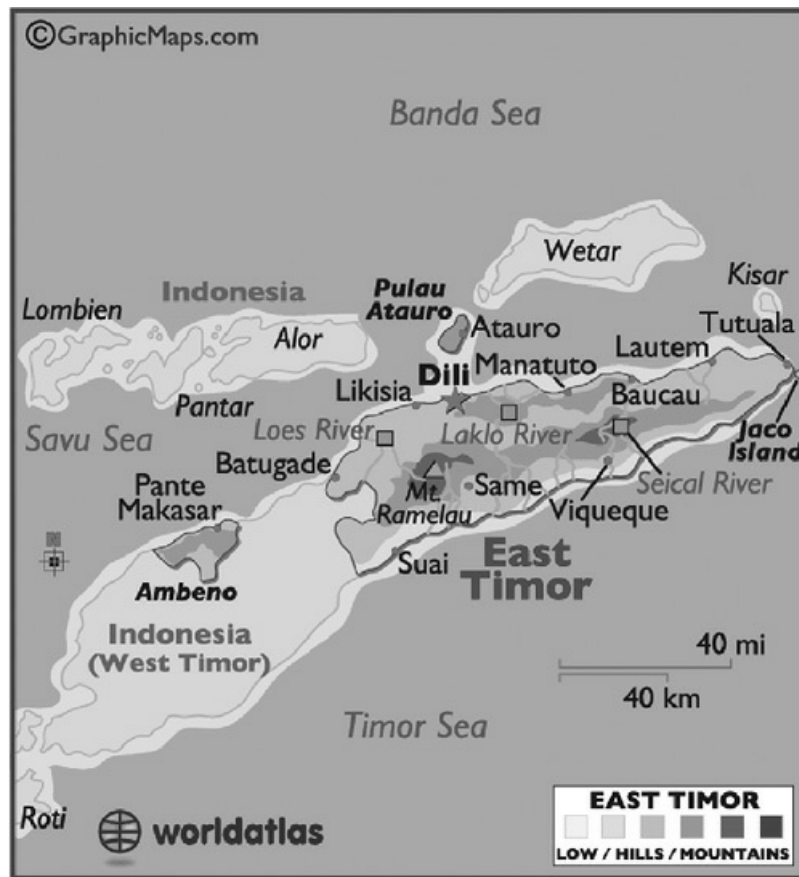 ©GraphicMaps.com
Banda Sea
Wetar
Kisar
Indonesia
Pulau
Atauro
Lombien
Atauro
Tutuala
Alor
Dili
Manatuto
Lautem
Likisia
Baucau
Pantar
Jaco
Island
Savu Sea
Loes River
Laklo River
Batugade
Mt.
Ramelau
Same
Viqueque
Seical River
Pante
Makasar
N
Suai
East
Timor
Ambeno
Indonesia
(West Timor)
40 mi
40 km
Timor Sea
Roti
worldatlas
EAST TIMOR
LOW / HILLS / MOUNTAINS